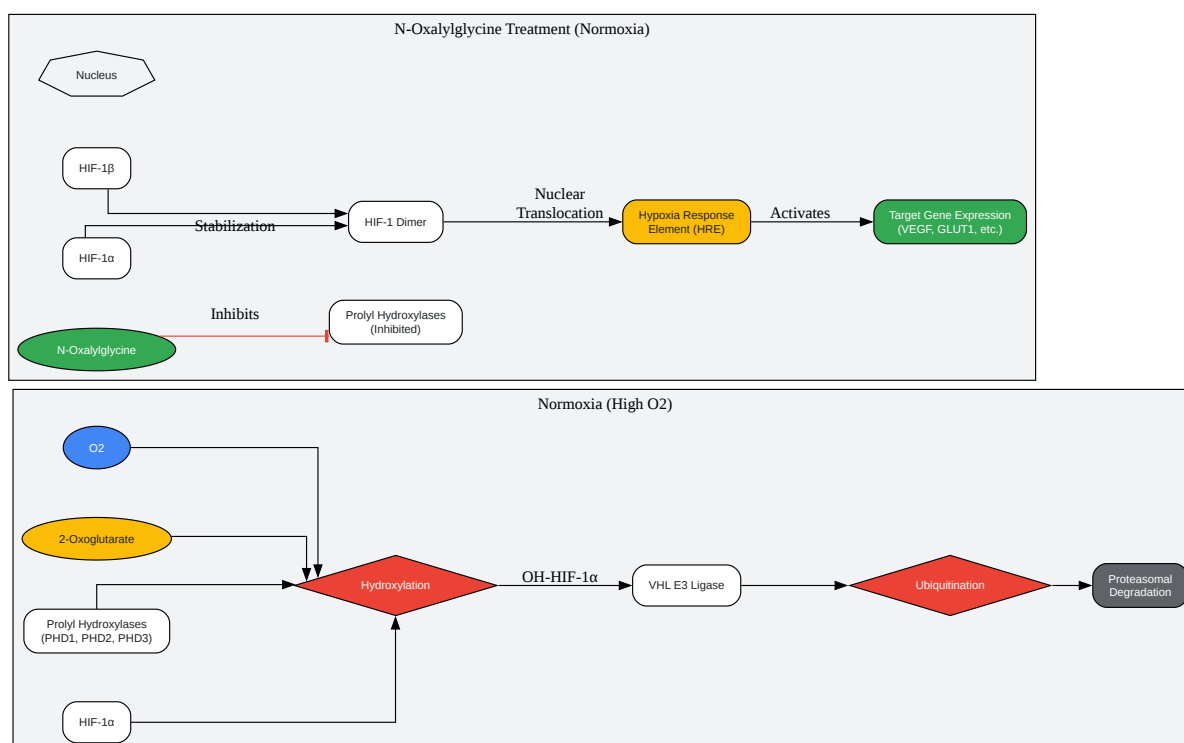 N-Oxalylglycine Treatment (Normoxia)
Nucleus
HIF-1β
HIF-1α
Stabilization
HIF-1 Dimer
Nuclear
Translocation
Hypoxia Response
Element (HRE)
Activates
Target Gene Expression
(VEGF, GLUT1, etc.)
N-Oxalylglycine
Inhibits
Prolyl Hydroxylases
(Inhibited)
Normoxia (High O2)
O2
2-Oxoglutarate
Prolyl Hydroxylases
(PHD1, PHD2, PHD3)
HIF-1α
Hydroxylation
OH-HIF-1α
VHL E3 Ligase
Ubiquitination
Proteasomal
Degradation